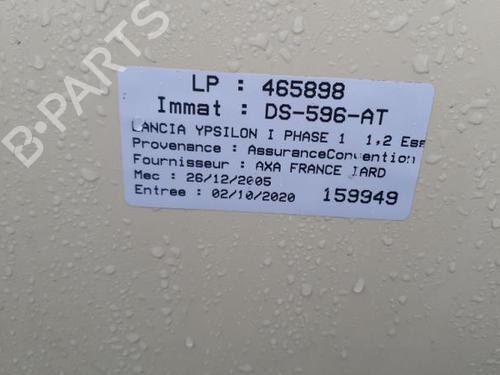 B-PARTS
LP : 465898
Immat : DS-596-AT
LANCIA YPSILON I PHASE 1 1,2 Ess
Provenance : AssuranceConvention
Fournisseur : AXA FRANCE IARD
Mec : 26/12/2005
Entree : 02/10/2020 159949